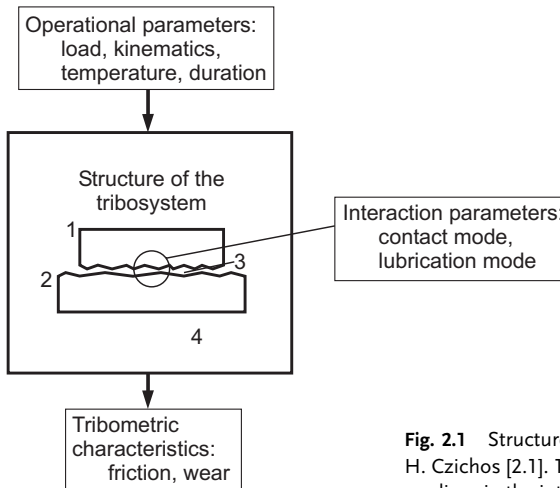 Operational parameters:
load, kinematics,
temperature, duration
Structure of the
tribosystem
1
3
2
4
Interaction parameters:
contact mode,
lubrication mode
Tribometric
characteristics:
friction, wear
Fig. 2.1 Structure
H. Czichos [2.1].